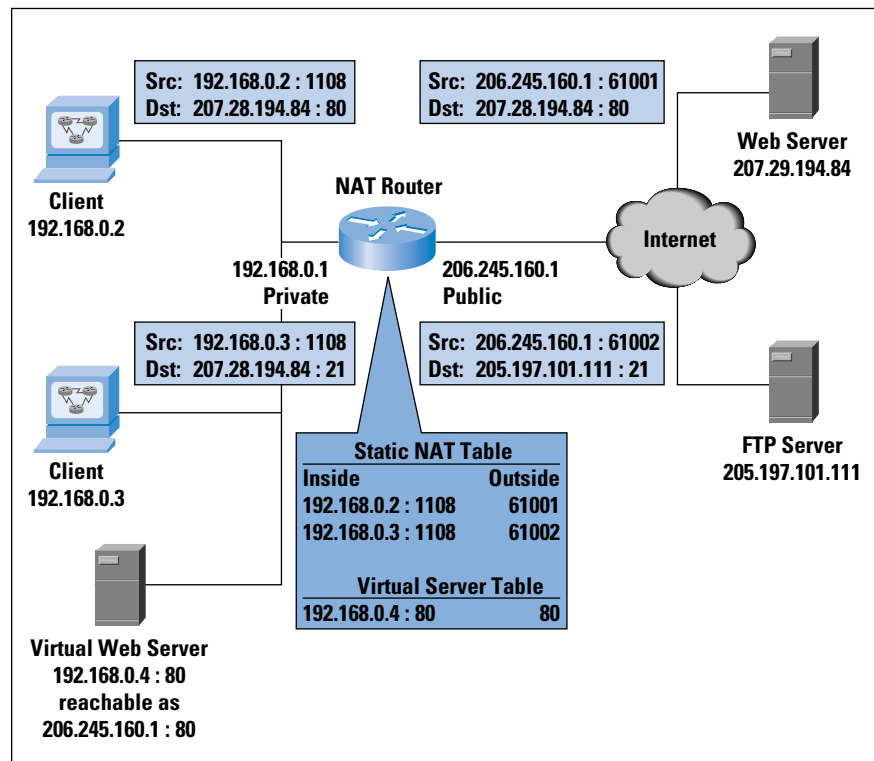 Src: 192.168.0.2 : 1108
Dst: 207.28.194.84 : 80
Src: 206.245.160.1 : 61001
Dst: 207.28.194.84 : 80
Client
192.168.0.2
NAT Router
Web Server
207.29.194.84
Internet
192.168.0.1
Private
206.245.160.1
Public
Src: 192.168.0.3 : 1108
Dst: 207.28.194.84 : 21
Src: 206.245.160.1 : 61002
Dst: 205.197.101.111 : 21
Client
192.168.0.3
FTP Server
205.197.101.111
Static NAT Table
Inside Outside
192.168.0.2 : 1108 61001
192.168.0.3 : 1108 61002
Virtual Server Table
192.168.0.4 : 80 80
Virtual Web Server
192.168.0.4 : 80
reachable as
206.245.160.1 : 80